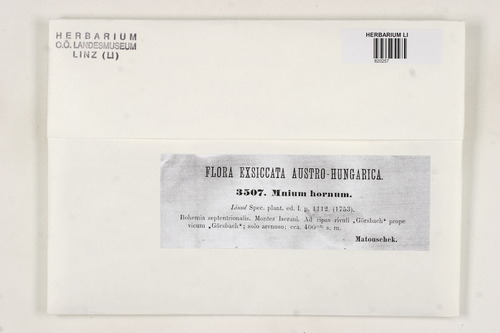 HERBARIUM
O.Ö. LANDESMUSEUM
LINZ (LI)
HERBARIUM LI
FLORA EXSICCATA AUSTRO-HUNGARICA.
3507. Mnium hornum.
Linné Spec. plant. ed. I. p. 1112. (1753).
Bohemia septentrionalis. Montes Iserani. Ad ripas rivuli „Görsbach“ prope
vicum „Görsbach“; solo arenoso; cca. 400 s. m.
Matouschek.